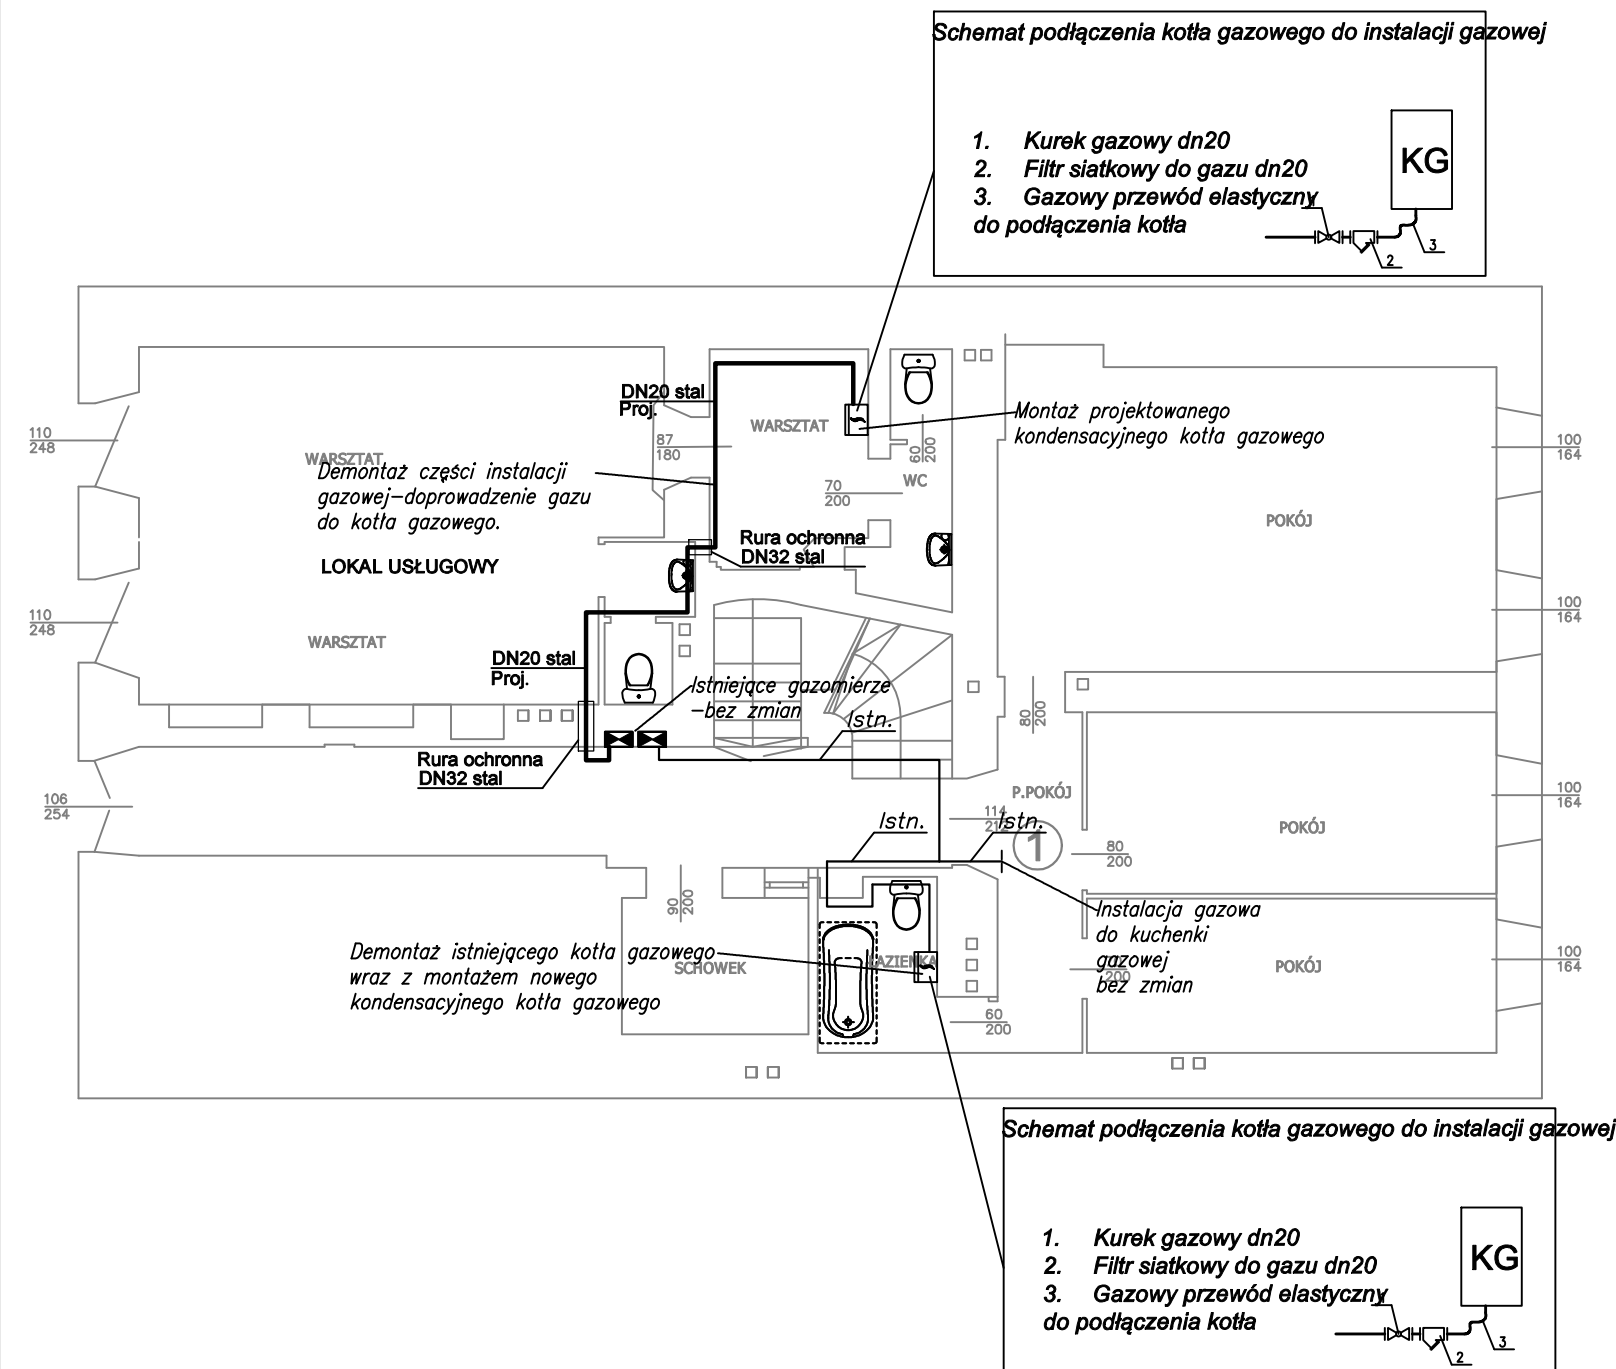 Schemat podłączenia kotła gazowego do instalacji gazowej
1. Kurek gazowy dn20
2. Filtr siatkowy do gazu dn20
3. Gazowy przewód elastyczny
do podłączenia kotła
KG
1
2
3
DN20 stal
Proj.
WARSZTAT
Montaż projektowanego
kondensacyjnego kotła gazowego
110
248
87
180
60
200
100
164
WARSZTAT
Demontaż części instalacji
gazowej-doprowadzenie gazu
do kotła gazowego.
70
200
WC
POKÓJ
Rura ochronna
DN32 stal
LOKAL USŁUGOWY
110
248
100
164
WARSZTAT
DN20 stal
Proj.
Istniejące gazomierze
-bez zmian
Istn.
80
200
Rura ochronna
DN32 stal
106
254
P.POKÓJ
100
164
114
212
Istn.
Istn.
1
POKÓJ
80
200
90
200
Instalacja gazowa
do kuchenki
gazowej
bez zmian
200
Demontaż istniejącego kotła gazowego
wraz z montażem nowego
kondensacyjnego kotła gazowego
SCHOWEK
ŁAZIENKA
POKÓJ
100
164
60
200
Schemat podłączenia kotła gazowego do instalacji gazowej
1. Kurek gazowy dn20
2. Filtr siatkowy do gazu dn20
3. Gazowy przewód elastyczny
do podłączenia kotła
KG
1
2
3